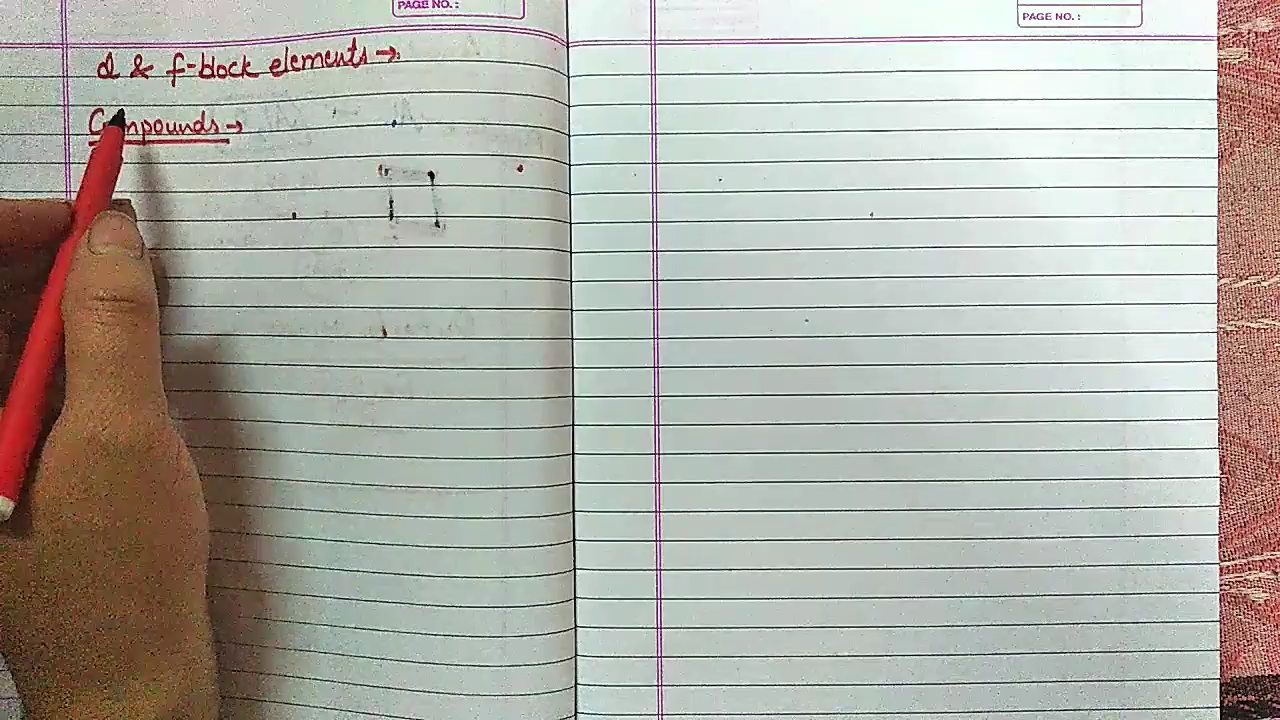 PAGE NO. :
PAGE NO. :
d & f-block elements →
Compounds →